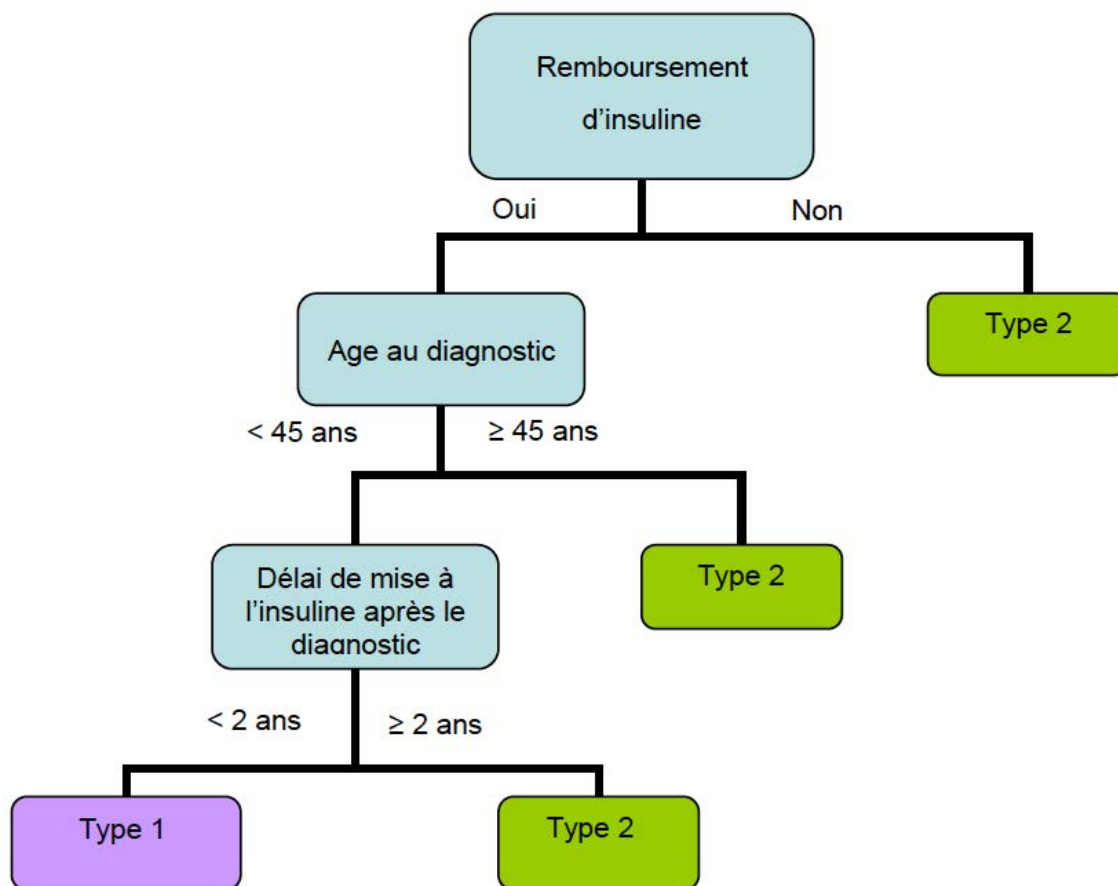 Remboursement
d’insuline
Oui
Non
Age au diagnostic
Type 2
< 45 ans
≥ 45 ans
Délai de mise à
l’insuline après le
diagnostic
Type 2
< 2 ans
≥ 2 ans
Type 1
Type 2